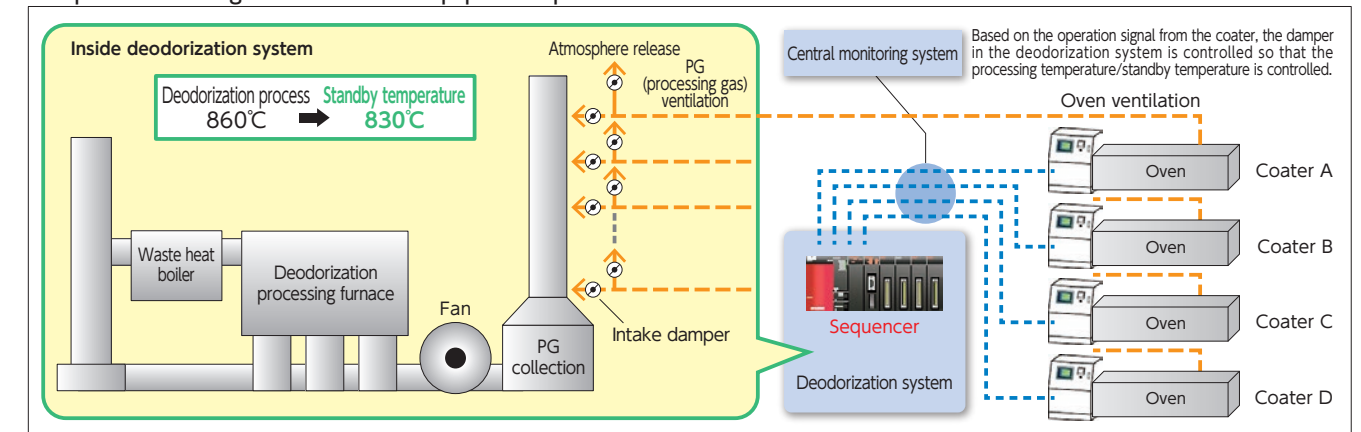 Inside deodorization system
Deodorization process
860℃
Standby temperature
830℃
Atmosphere release
PG
(processing gas)
ventilation
Waste heat
boiler
Deodorization
processing furnace
Fan
PG
collection
Intake damper
Central monitoring system
Based on the operation signal from the coater, the damper
in the deodorization system is controlled so that the
processing temperature/standby temperature is controlled.
Oven ventilation
Oven
Coater A
Oven
Coater B
Oven
Coater C
Oven
Coater D
Sequencer
Deodorization system